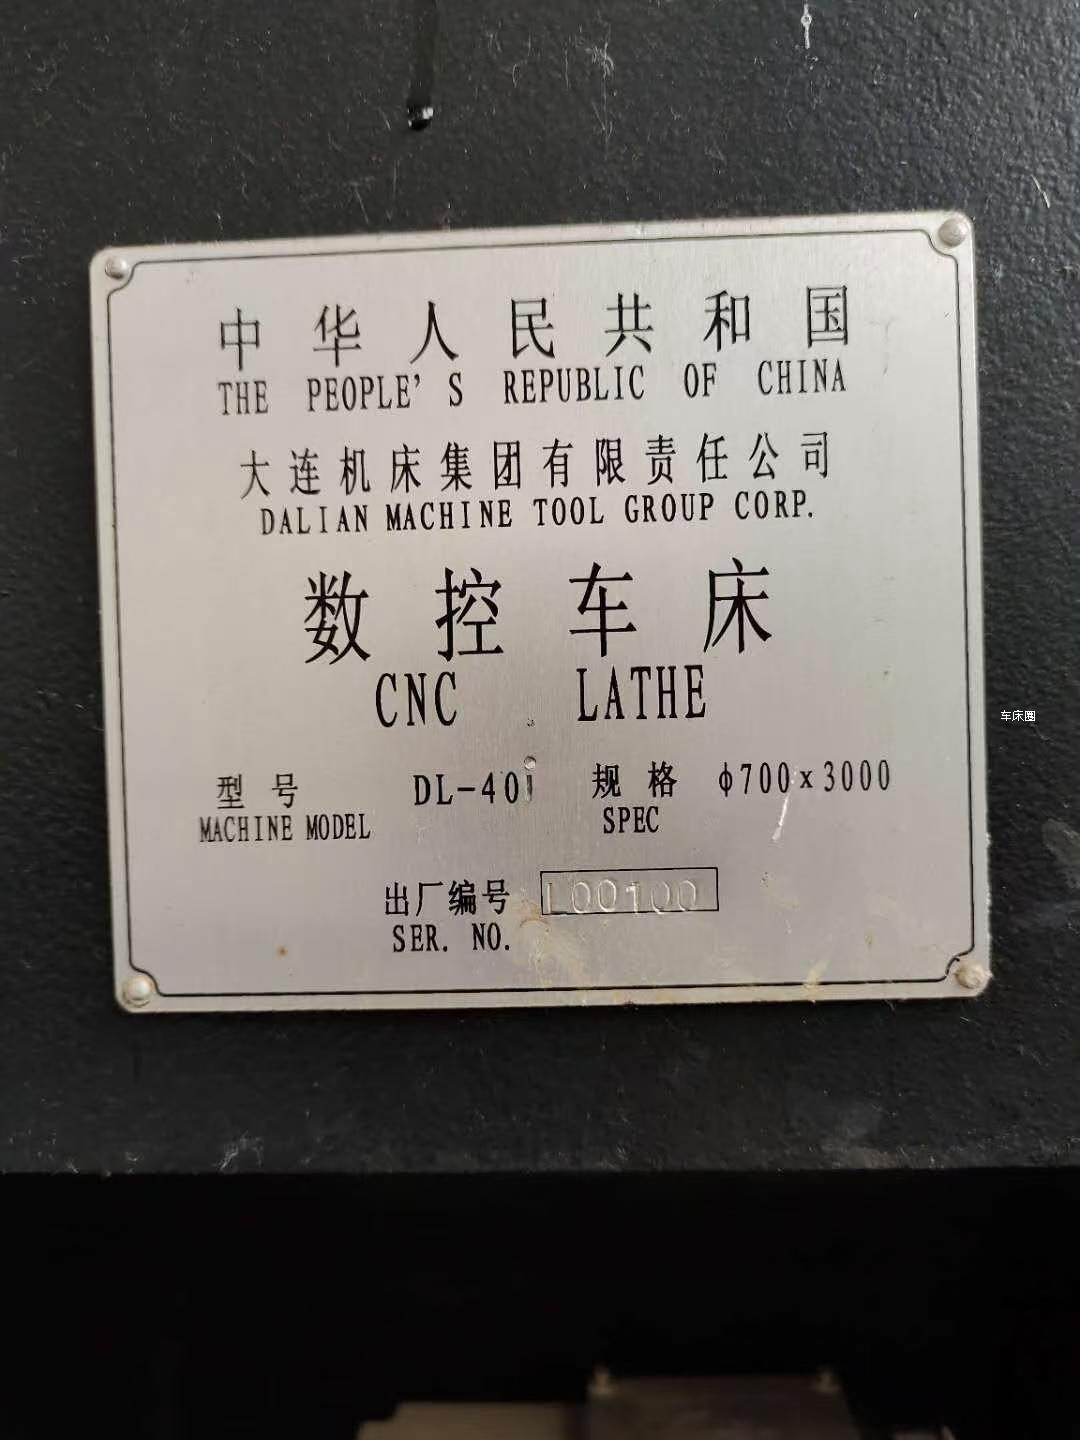 中华人民共和国
THE PEOPLE'S REPUBLIC OF CHINA
大连机床集团有限责任公司
DALIAN MACHINE TOOL GROUP CORP.
数控车床
CNC LATHE
型号 规格 φ700x3000
MACHINE MODEL SPEC
出厂编号 L00100
SER. NO.
车床圈